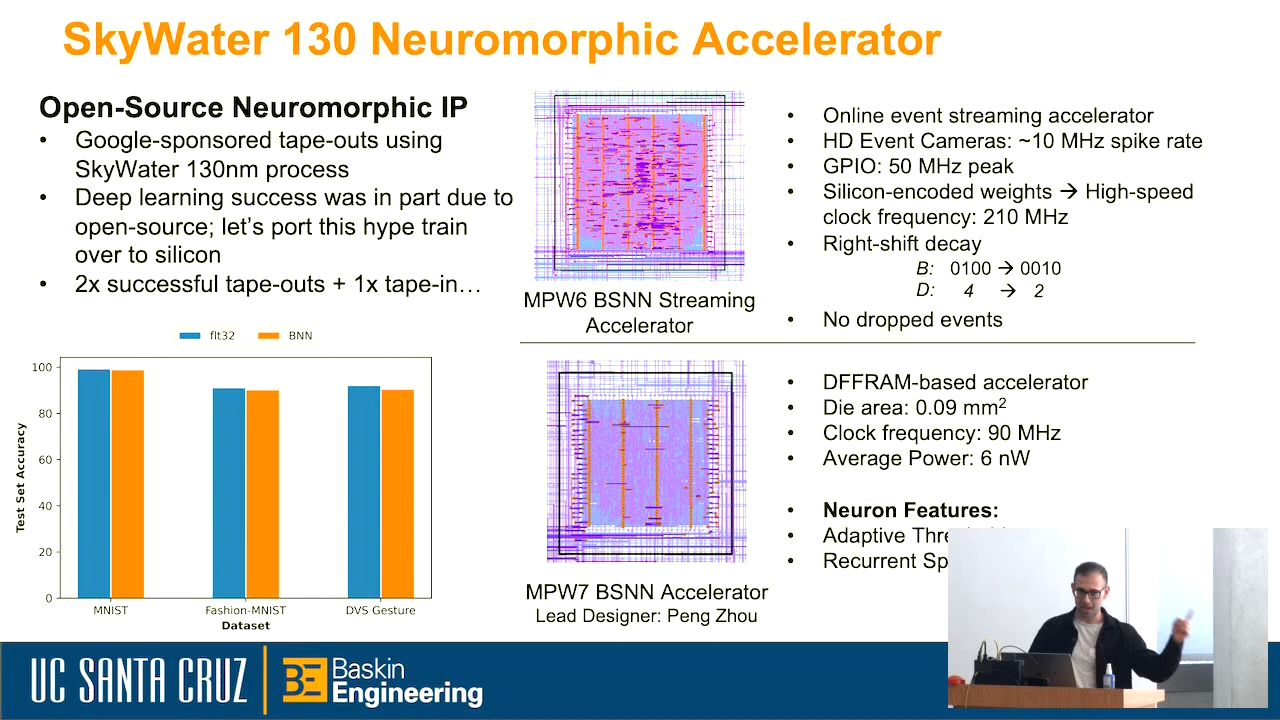 SkyWater 130 Neuromorphic Accelerator
Open-Source Neuromorphic IP
• Google-sponsored tape-outs using
SkyWater 130nm process
• Deep learning success was in part due to
open-source; let's port this hype train
over to silicon
• 2x successful tape-outs + 1x tape-in…
flt32 BNN
100
80
60
40
20
0
Test Set Accuracy
MNIST Fashion-MNIST DVS Gesture
Dataset
MPW6 BSNN Streaming
Accelerator
• Online event streaming accelerator
• HD Event Cameras: ~10 MHz spike rate
• GPIO: 50 MHz peak
• Silicon-encoded weights → High-speed
clock frequency: 210 MHz
• Right-shift decay
B: 0100 → 0010
D: 4 → 2
• No dropped events
MPW7 BSNN Accelerator
Lead Designer: Peng Zhou
• DFFRAM-based accelerator
• Die area: 0.09 mm²
• Clock frequency: 90 MHz
• Average Power: 6 nW
• Neuron Features:
• Adaptive
• Recurrent
UC SANTA CRUZ
BE Baskin
Engineering